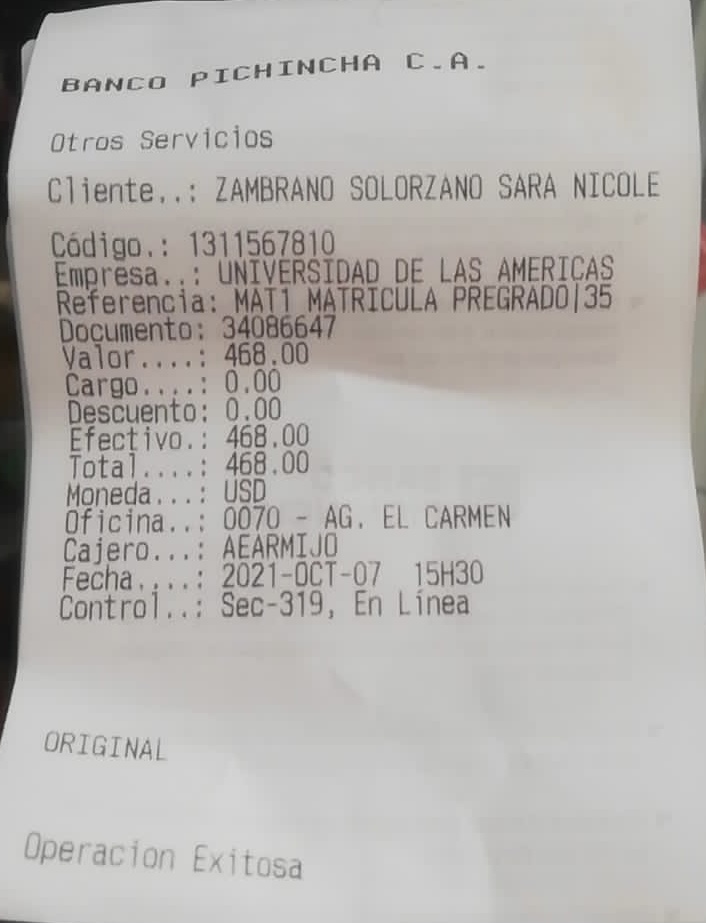 BANCO PICHINCHA C.A.
Otros Servicios
Cliente..: ZAMBRANO SOLORZANO SARA NICOLE
Código.: 1311567810
Empresa..: UNIVERSIDAD DE LAS AMERICAS
Referencia: MAT1 MATRICULA PREGRADO|35
Documento: 34086647
Valor....: 468.00
Cargo....: 0.00
Descuento: 0.00
Efectivo.: 468.00
Total....: 468.00
Moneda...: USD
Oficina..: 0070 - AG. EL CARMEN
Cajero...: AEARMIJO
Fecha....: 2021-OCT-07 15H30
Control..: Sec-319, En Línea
ORIGINAL
Operacion Exitosa